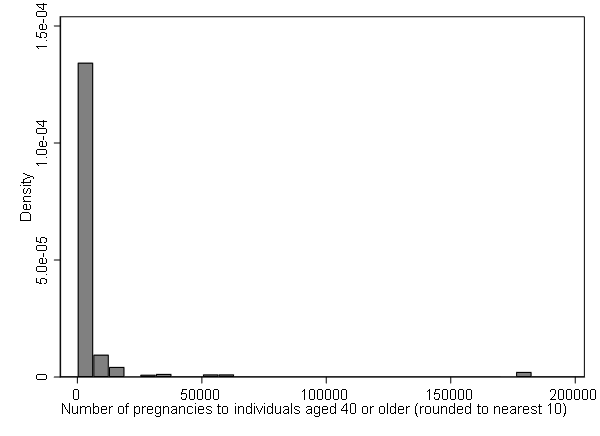 1.5e-04
1.0e-04
5.0e-05
0
Density
0 50000 100000 150000 200000
Number of pregnancies to individuals aged 40 or older (rounded to nearest 10)